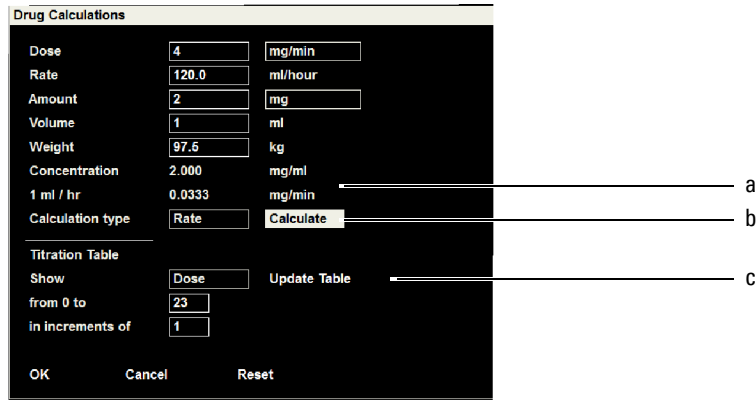 Drug Calculations
Dose 4 mg/min
Rate 120.0 ml/hour
Amount 2 mg
Volume 1 ml
Weight 97.5 kg
Concentration 2.000 mg/ml
1 ml / hr 0.0333 mg/min a
Calculation type Rate Calculate b
Titration Table
Show Dose Update Table c
from 0 to 23
in increments of 1
OK Cancel Reset